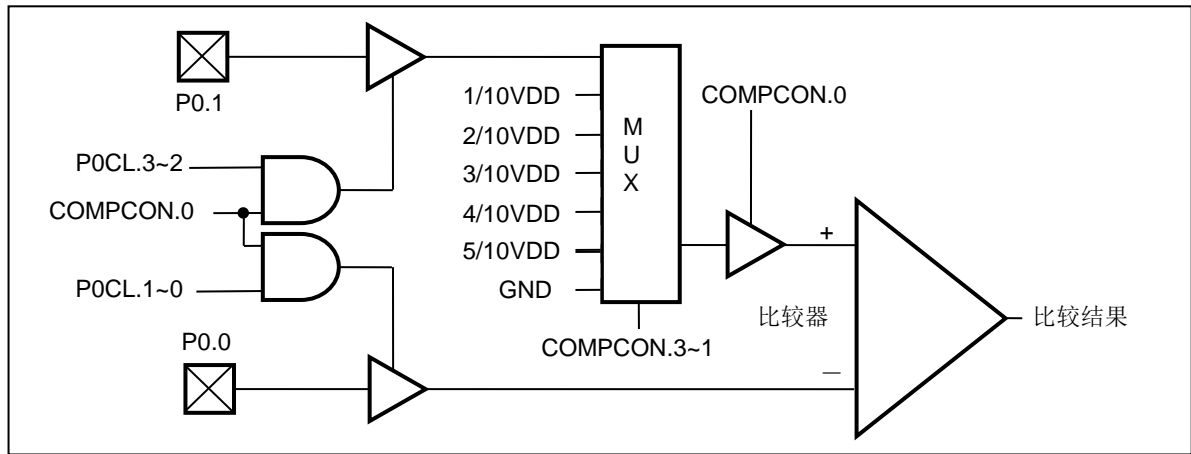 P0.1
P0CL.3~2
COMPCON.0
P0CL.1~0
P0.0
1/10VDD
2/10VDD
3/10VDD
4/10VDD
5/10VDD
GND
M
U
X
COMPCON.3~1
COMPCON.0
+
比较器
—
比较结果